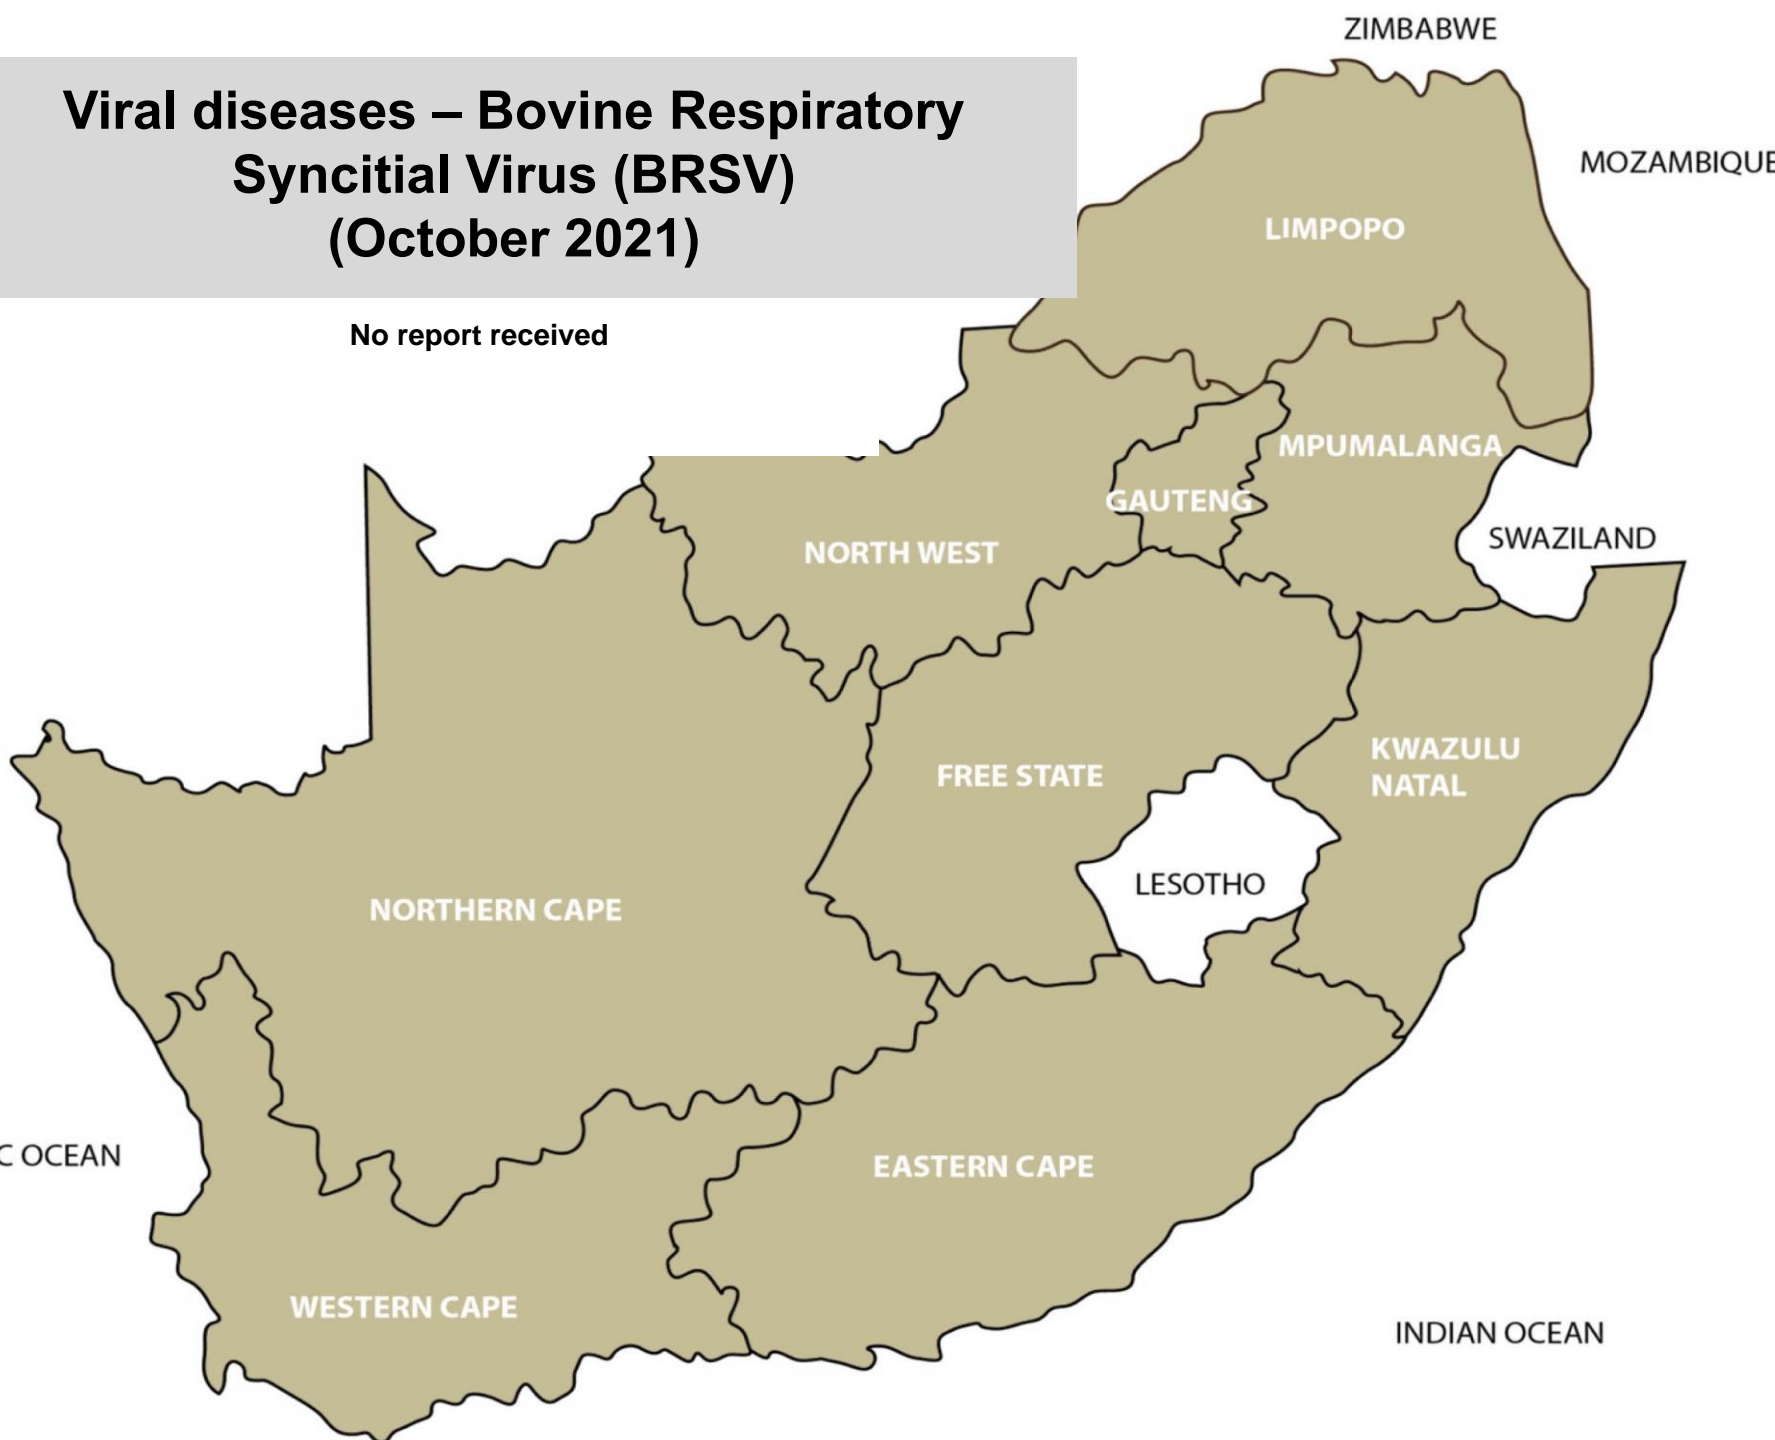 ZIMBABWE
Viral diseases – Bovine Respiratory
Syncitial Virus (BRSV)
(October 2021)
MOZAMBIQUE
LIMPOPO
No report received
MPUMALANGA
GAUTENG
SWAZILAND
NORTH WEST
KWAZULU
NATAL
FREE STATE
LESOTHO
NORTHERN CAPE
C OCEAN
EASTERN CAPE
WESTERN CAPE
INDIAN OCEAN